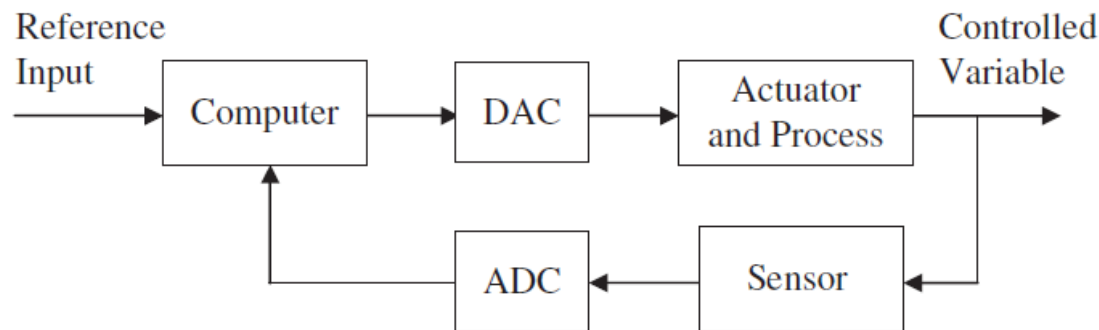 Reference
Input
Controlled
Variable
Computer
DAC
Actuator
and Process
ADC
Sensor